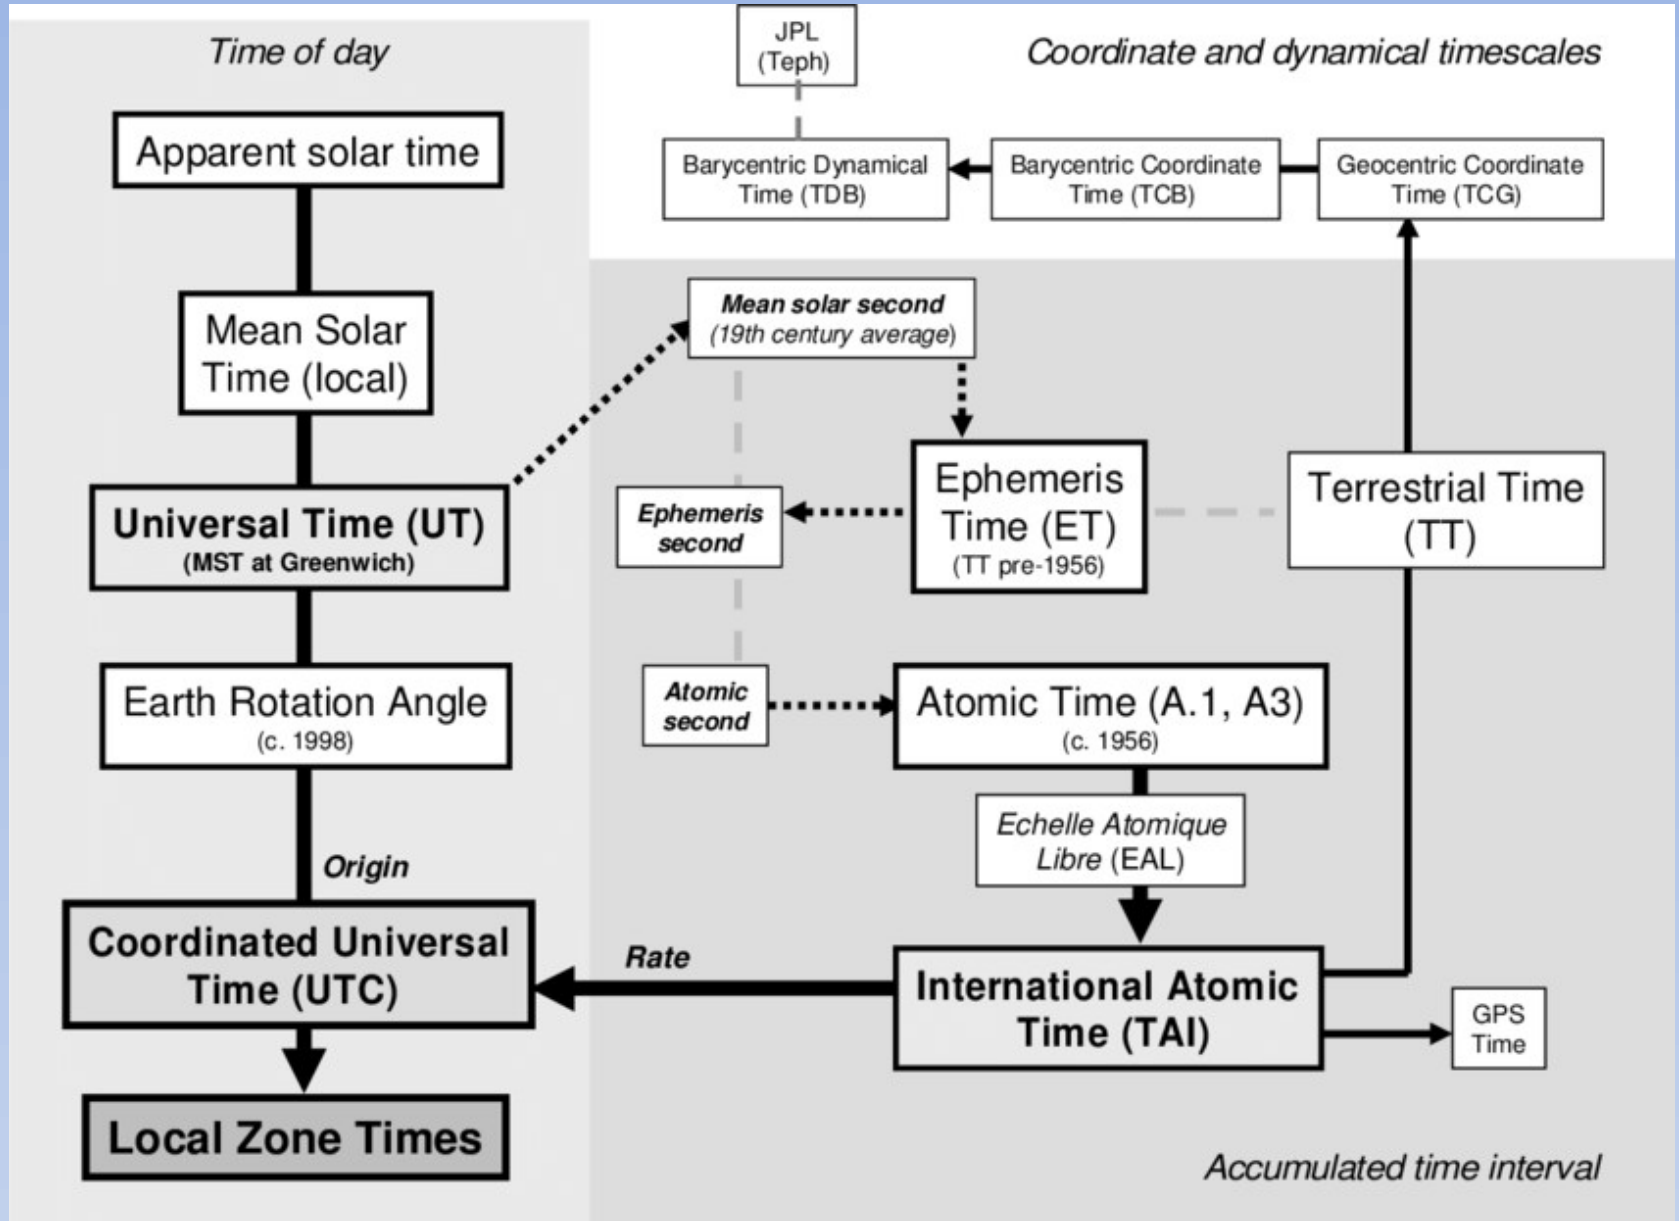 Time of day
Apparent solar time
Mean Solar
Time (local)
Universal Time (UT)
(MST at Greenwich)
Earth Rotation Angle
(c. 1998)
Origin
Coordinated Universal
Time (UTC)
Local Zone Times
JPL
(Teph)
Coordinate and dynamical timescales
Barycentric Dynamical
Time (TDB)
Barycentric Coordinate
Time (TCB)
Geocentric Coordinate
Time (TCG)
Mean solar second
(19th century average)
Ephemeris
second
Ephemeris
Time (ET)
(TT pre-1956)
Terrestrial Time
(TT)
Atomic
second
Atomic Time (A.1, A3)
(c. 1956)
Echelle Atomique
Libre (EAL)
Rate
International Atomic
Time (TAI)
GPS
Time
Accumulated time interval